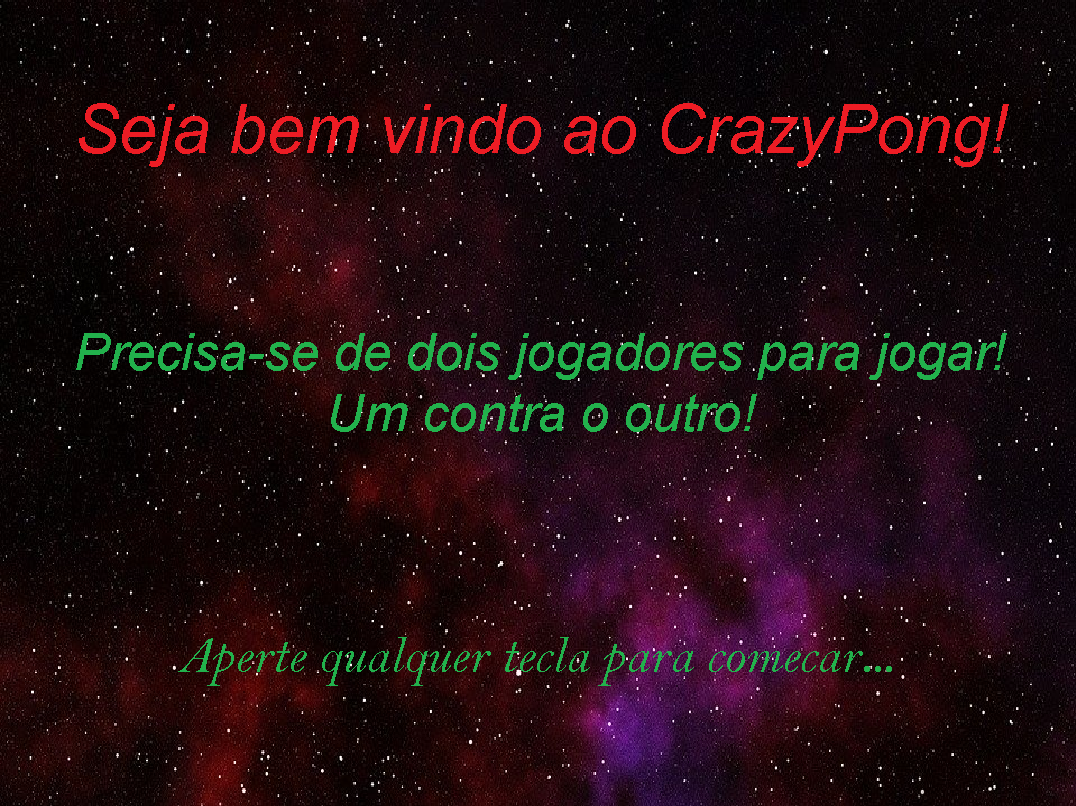 Seja bem vindo ao CrazyPong!
Precisa-se de dois jogadores para jogar!
Um contra o outro!
Aperte qualquer tecla para comecar...